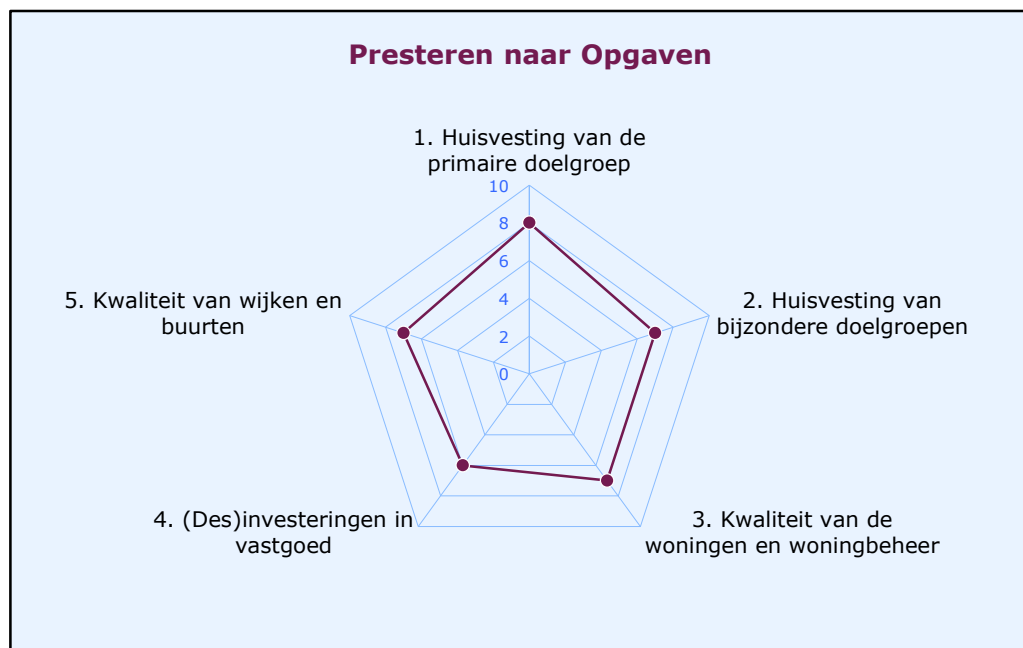 Presteren naar Opgaven
1. Huisvesting van de
primaire doelgroep
10
8
6
4
2
0
5. Kwaliteit van wijken en
buurten
2. Huisvesting van
bijzondere doelgroepen
4. (Des)investeringen in
vastgoed
3. Kwaliteit van de
woningen en woningbeheer